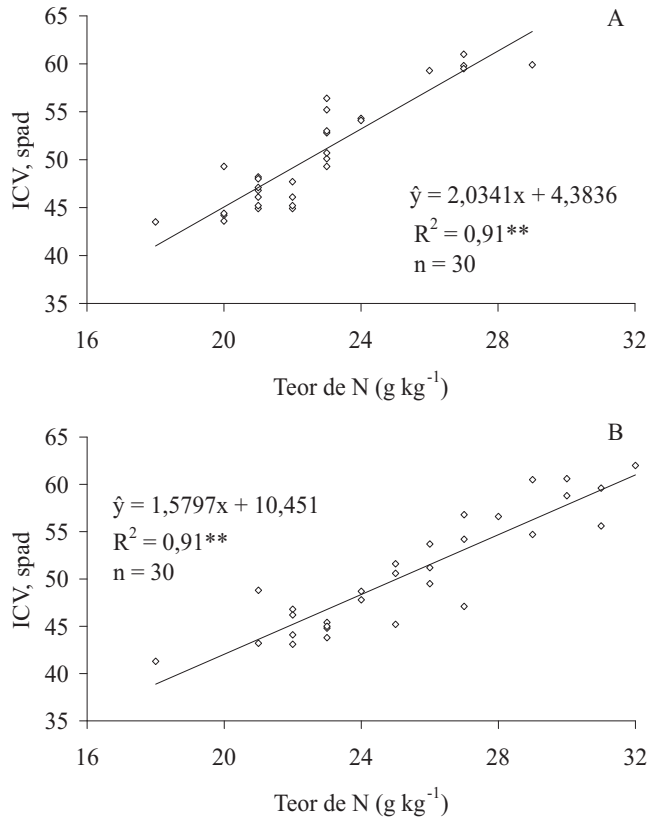 A
65
60
55
50
45
40
35
ICV, spad
ŷ = 2,0341x + 4,3836
R² = 0,91**
n = 30
16 20 24 28 32
Teor de N (g kg⁻¹)
B
65
60
55
50
45
40
35
ICV, spad
ŷ = 1,5797x + 10,451
R² = 0,91**
n = 30
16 20 24 28 32
Teor de N (g kg⁻¹)